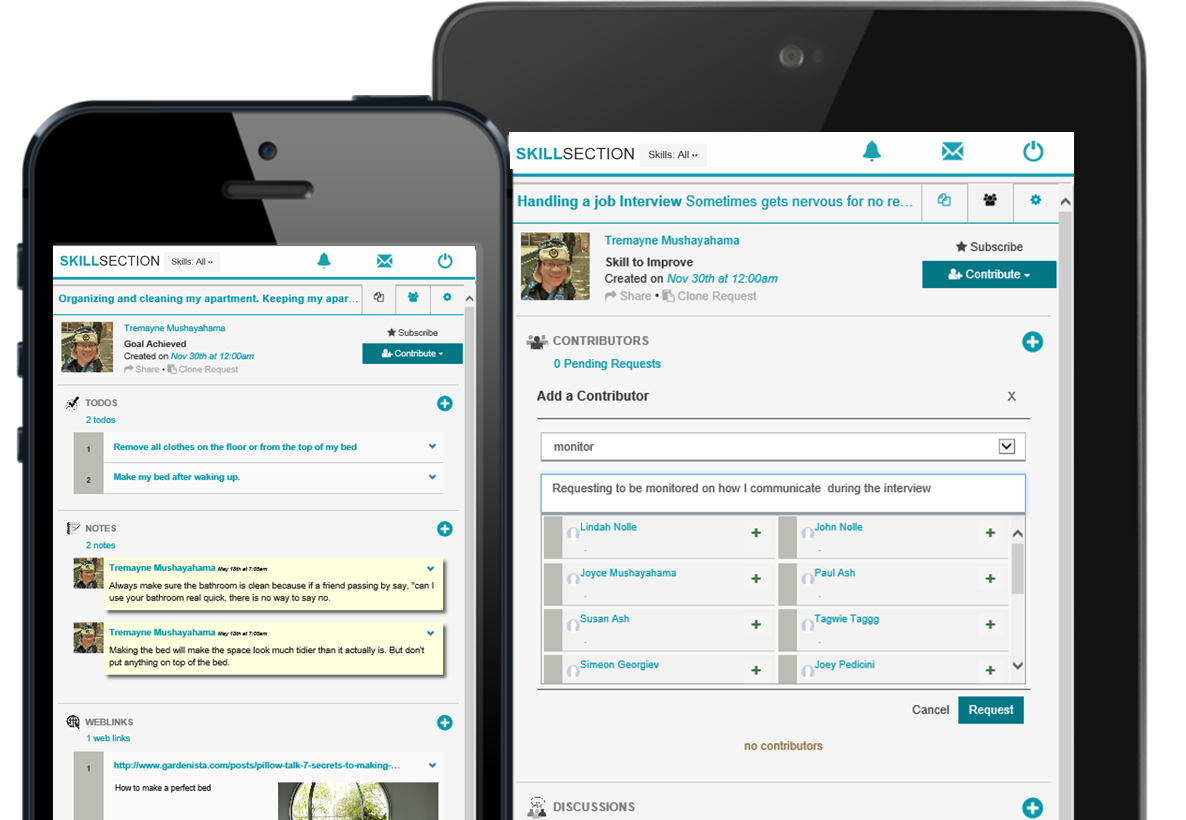 SKILLSECTION Skills: All
Organizing and cleaning my apartment. Keeping my apar...
Tremayne Mushayahama
Goal Achieved
Created on Nov 30th at 12:00am
Share • Clone Request
Subscribe
Contribute
TODOS
2 todos
1 Remove all clothes on the floor or from the top of my bed
2 Make my bed after waking up.
NOTES
2 notes
Tremayne Mushayahama May 18th at 7:05am
Always make sure the bathroom is clean because if a friend passing by say, "can I
use your bathroom real quick, there is no way to say no.
Tremayne Mushayahama May 18th at 7:05am
Making the bed will make the space look much tidier than it actually is. But don't
put anything on top of the bed.
WEBLINKS
1 web links
1 http://www.gardenista.com/posts/pillow-talk-7-secrets-to-making-...
How to make a perfect bed
SKILLSECTION Skills: All
Handling a job Interview Sometimes gets nervous for no re...
Tremayne Mushayahama
Skill to Improve
Created on Nov 30th at 12:00am
Share • Clone Request
Subscribe
Contribute
CONTRIBUTORS
0 Pending Requests
Add a Contributor X
monitor
Requesting to be monitored on how I communicate during the interview
Lindah Nolle John Nolle
Joyce Mushayahama Paul Ash
Susan Ash Tagwie Taggg
Simeon Georgiev Joey Pedicini
Cancel Request
no contributors
DISCUSSIONS